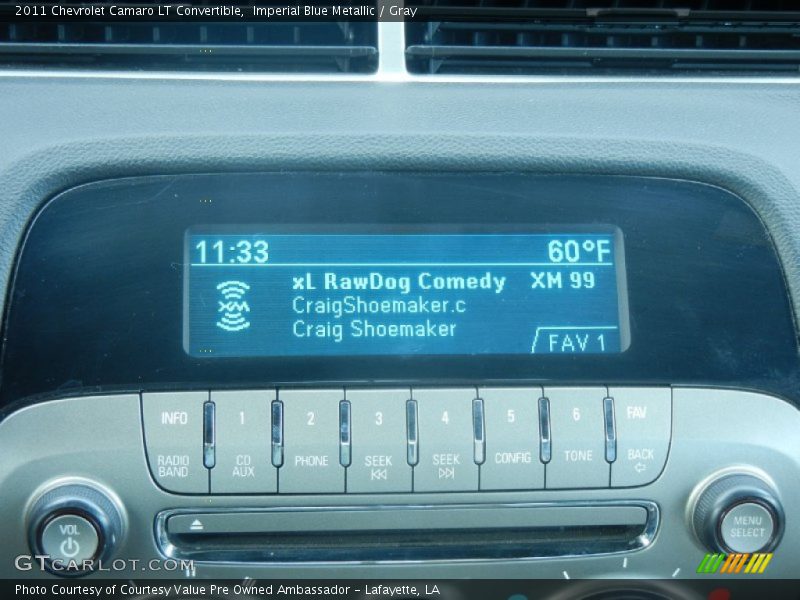 2011 Chevrolet Camaro LT Convertible,  Imperial Blue Metallic / Gray
11:33 60°F
xL RawDog Comedy XM 99
XM
CraigShoemaker.c
Craig Shoemaker
FAV 1
INFO 1 2 3 4 5 6 FAV
RADIO BAND CD AUX PHONE SEEK SEEK CONFIG TONE BACK
VOL
MENU
SELECT
GTCARLOT.COM
Photo Courtesy of Courtesy Value Pre Owned Ambassador - Lafayette, LA